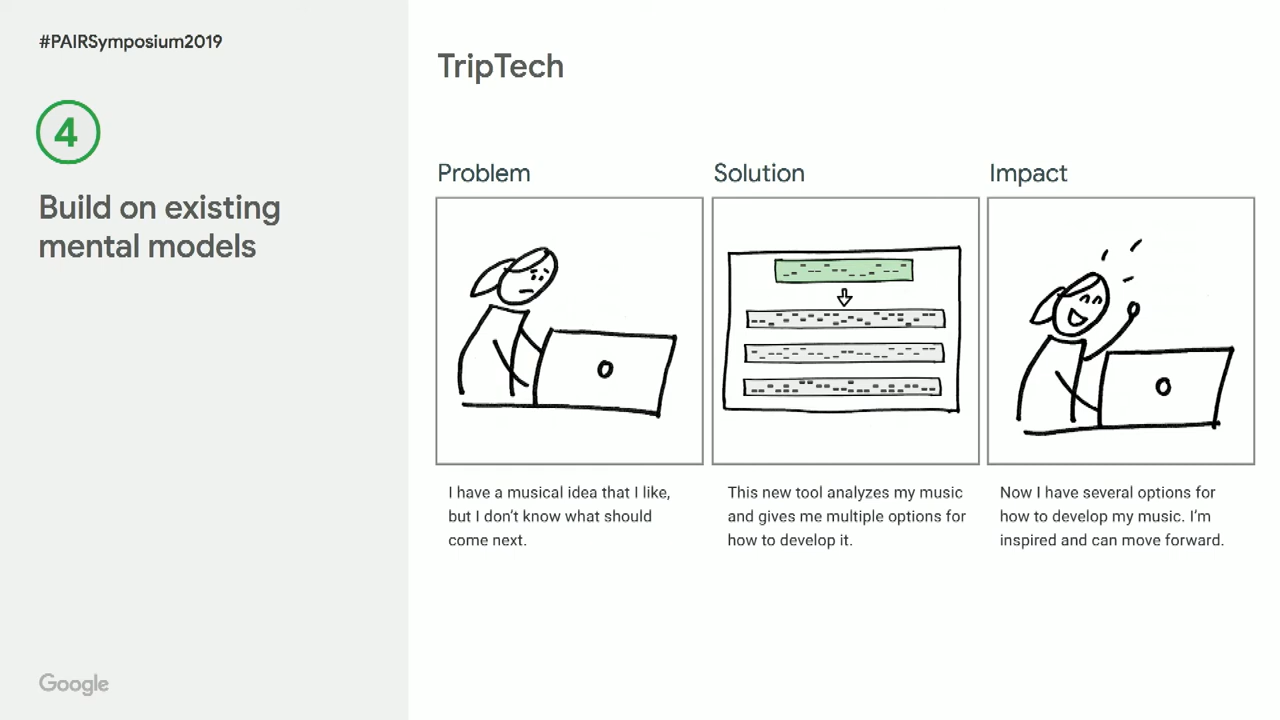 #PAIRSymposium2019
4
Build on existing
mental models
Google
TripTech
Problem
I have a musical idea that I like,
but I don't know what should
come next.
Solution
This new tool analyzes my music
and gives me multiple options for
how to develop it.
Impact
Now I have several options for
how to develop my music. I'm
inspired and can move forward.